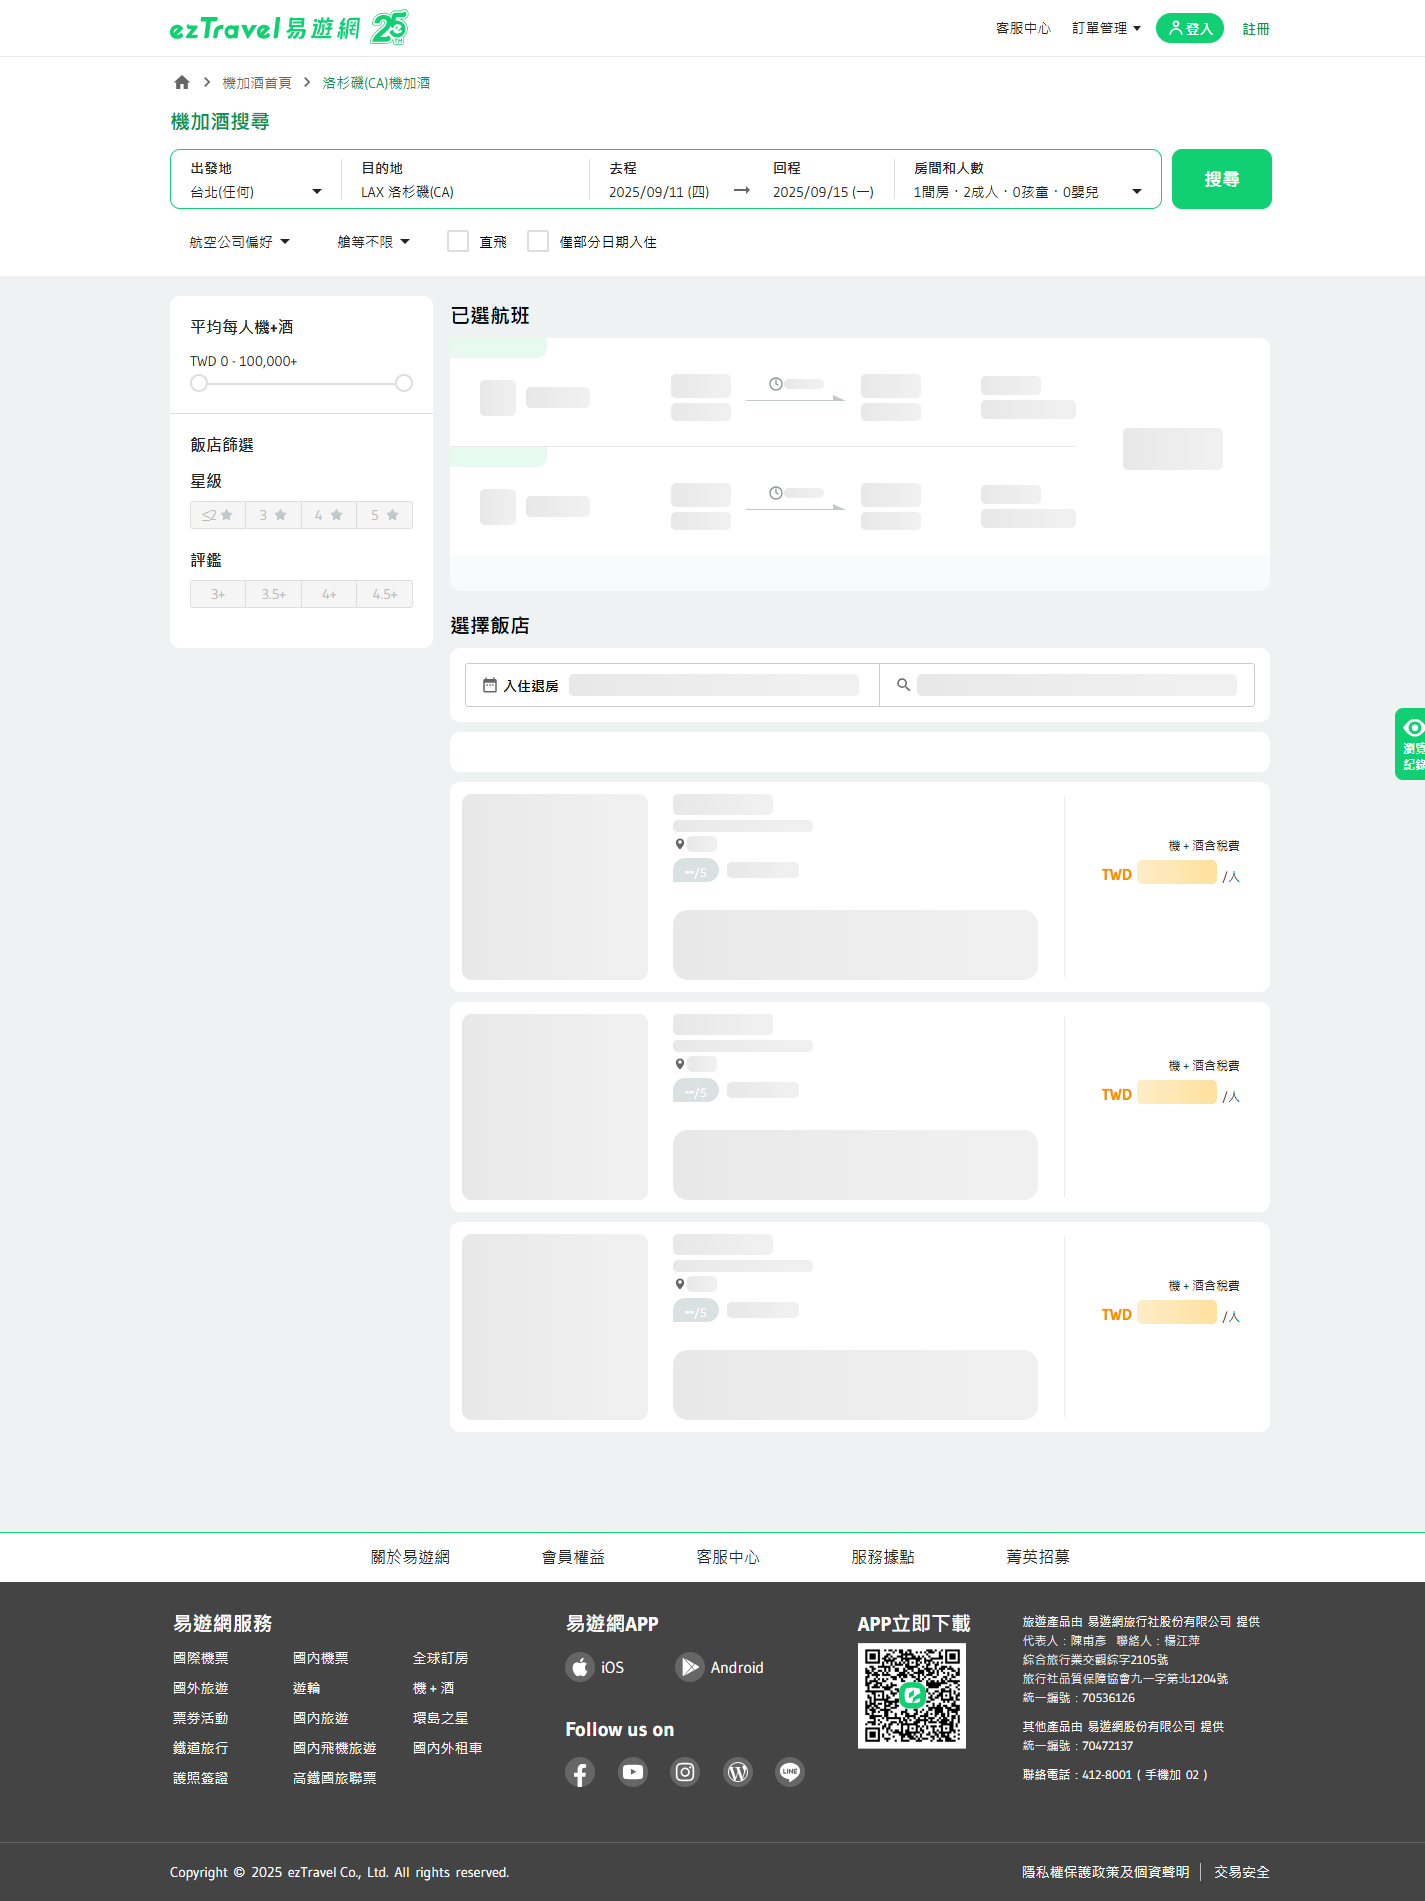 ezTravel 易遊網 25TH
客服中心 訂單管理 登入 註冊
機加酒首頁 洛杉磯(CA)機加酒
機加酒搜尋
出發地 目的地 去程 回程 房間和人數
台北(任何) LAX 洛杉磯(CA) 2025/09/11 (四) 2025/09/15 (一) 1間房·2成人·0孩童·0嬰兒
搜尋
航空公司偏好 艙等不限 直飛 僅部分日期入住
平均每人機+酒
TWD 0 - 100,000+
飯店篩選
星級
≤2 3 4 5
評鑑
3+ 3.5+ 4+ 4.5+
已選航班
選擇飯店
入住退房
瀏覽
紀錄
機 + 酒含稅費
--/5
TWD /人
機 + 酒含稅費
--/5
TWD /人
機 + 酒含稅費
--/5
TWD /人
關於易遊網 會員權益 客服中心 服務據點 菁英招募
易遊網服務
國際機票 國內機票 全球訂房
國外旅遊 遊輪 機 + 酒
票券活動 國內旅遊 環島之星
鐵道旅行 國內飛機旅遊 國內外租車
護照簽證 高鐵國旅聯票
易遊網APP
iOS Android
Follow us on
LINE
APP立即下載
旅遊產品由 易遊網旅行社股份有限公司 提供
代表人：陳甫彥 聯絡人：楊江萍
綜合旅行業交觀綜字2105號
旅行社品質保障協會九一字第北1204號
統一編號：70536126
其他產品由 易遊網股份有限公司 提供
統一編號：70472137
聯絡電話：412-8001 ( 手機加 02 )
Copyright © 2025 ezTravel Co., Ltd. All rights reserved.
隱私權保護政策及個資聲明 交易安全